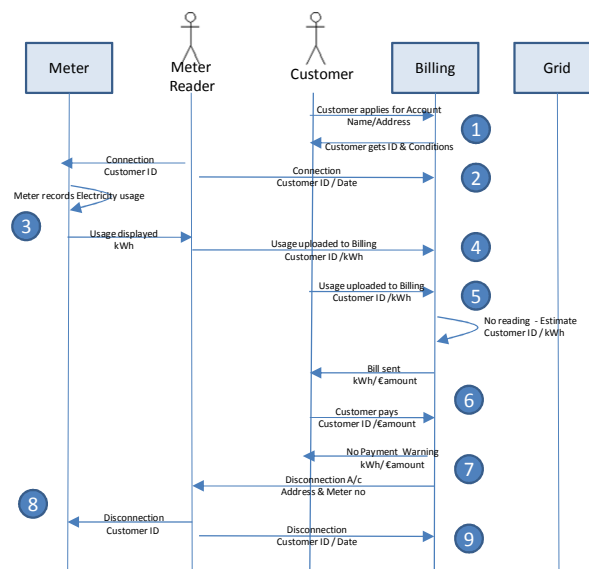 Meter
Meter
Reader
Customer
Billing
Grid
Customer applies for Account
Name/Address
1
Customer gets ID & Conditions
Connection
Customer ID
Connection
Customer ID / Date
2
Meter records Electricity usage
3
Usage displayed
kWh
Usage uploaded to Billing
Customer ID /kWh
4
Usage uploaded to Billing
Customer ID /kWh
5
No reading - Estimate
Customer ID / kWh
Bill sent
kWh/ €amount
6
Customer pays
Customer ID /€amount
No Payment Warning
kWh/ €amount
7
Disconnection A/c
Address & Meter no
8
Disconnection
Customer ID
Disconnection
Customer ID / Date
9